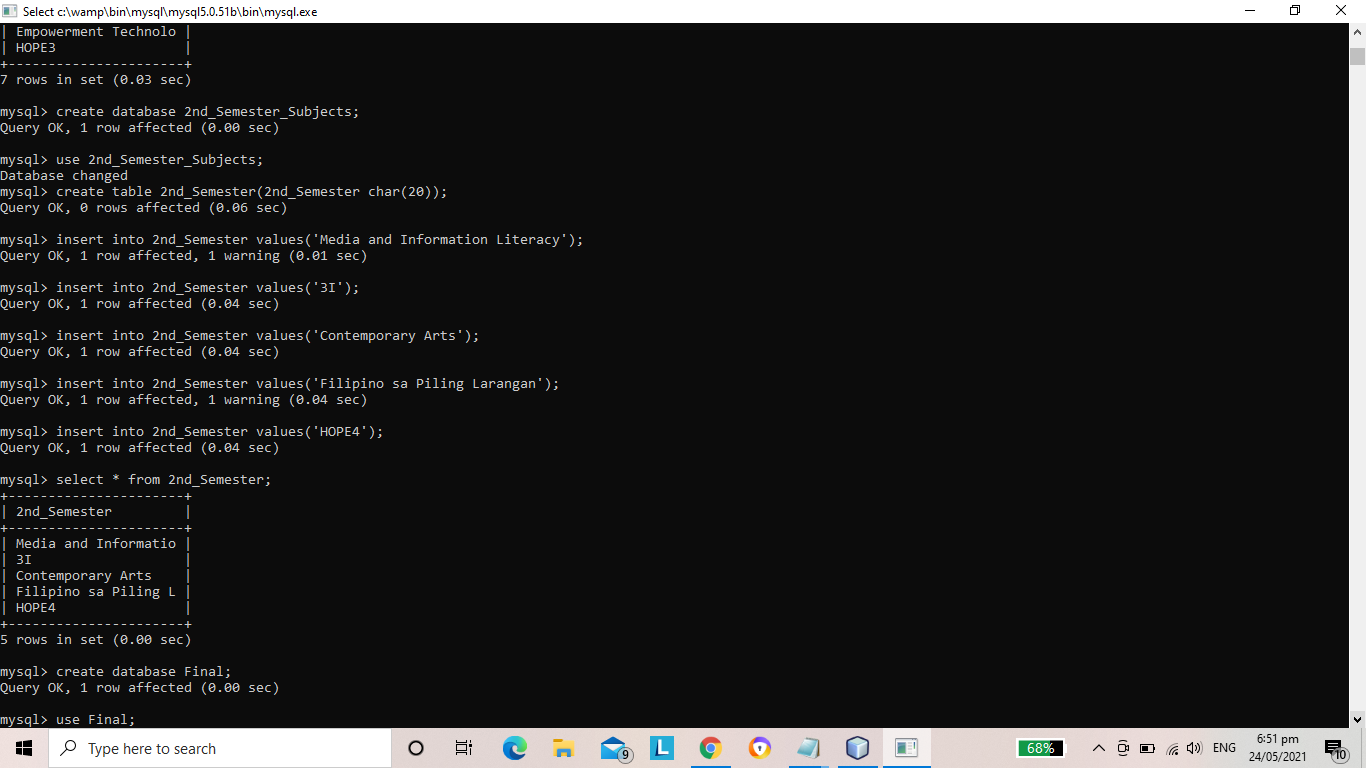 Select c:\wamp\bin\mysql\mysql5.0.51b\bin\mysql.exe
| Empowerment Technolo |
| HOPE3                |
+----------------------+
7 rows in set (0.03 sec)

mysql> create database 2nd_Semester_Subjects;
Query OK, 1 row affected (0.00 sec)

mysql> use 2nd_Semester_Subjects;
Database changed
mysql> create table 2nd_Semester(2nd_Semester char(20));
Query OK, 0 rows affected (0.06 sec)

mysql> insert into 2nd_Semester values('Media and Information Literacy');
Query OK, 1 row affected, 1 warning (0.01 sec)

mysql> insert into 2nd_Semester values('3I');
Query OK, 1 row affected (0.04 sec)

mysql> insert into 2nd_Semester values('Contemporary Arts');
Query OK, 1 row affected (0.04 sec)

mysql> insert into 2nd_Semester values('Filipino sa Piling Larangan');
Query OK, 1 row affected, 1 warning (0.04 sec)

mysql> insert into 2nd_Semester values('HOPE4');
Query OK, 1 row affected (0.04 sec)

mysql> select * from 2nd_Semester;
+----------------------+
| 2nd_Semester         |
+----------------------+
| Media and Informatio |
| 3I                   |
| Contemporary Arts    |
| Filipino sa Piling L |
| HOPE4                |
+----------------------+
5 rows in set (0.00 sec)

mysql> create database Final;
Query OK, 1 row affected (0.00 sec)

mysql> use Final;
Type here to search
9
L
68%
ENG
6:51 pm
24/05/2021
10